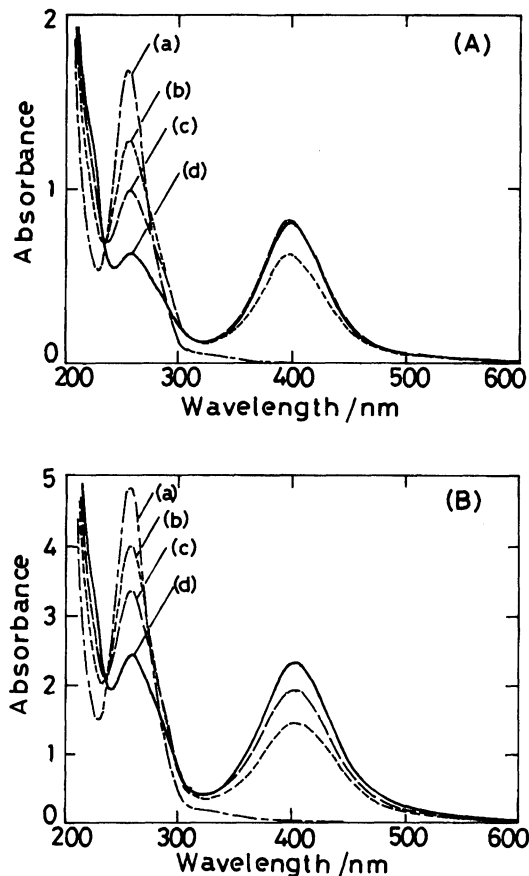 (A)
2
(a)
(b)
(c)
(d)
1
0
Absorbance
200 300 400 500 600
Wavelength /nm
(B)
5
(a)
(b)
4
(c)
(d)
3
2
1
0
Absorbance
200 300 400 500 600
Wavelength /nm